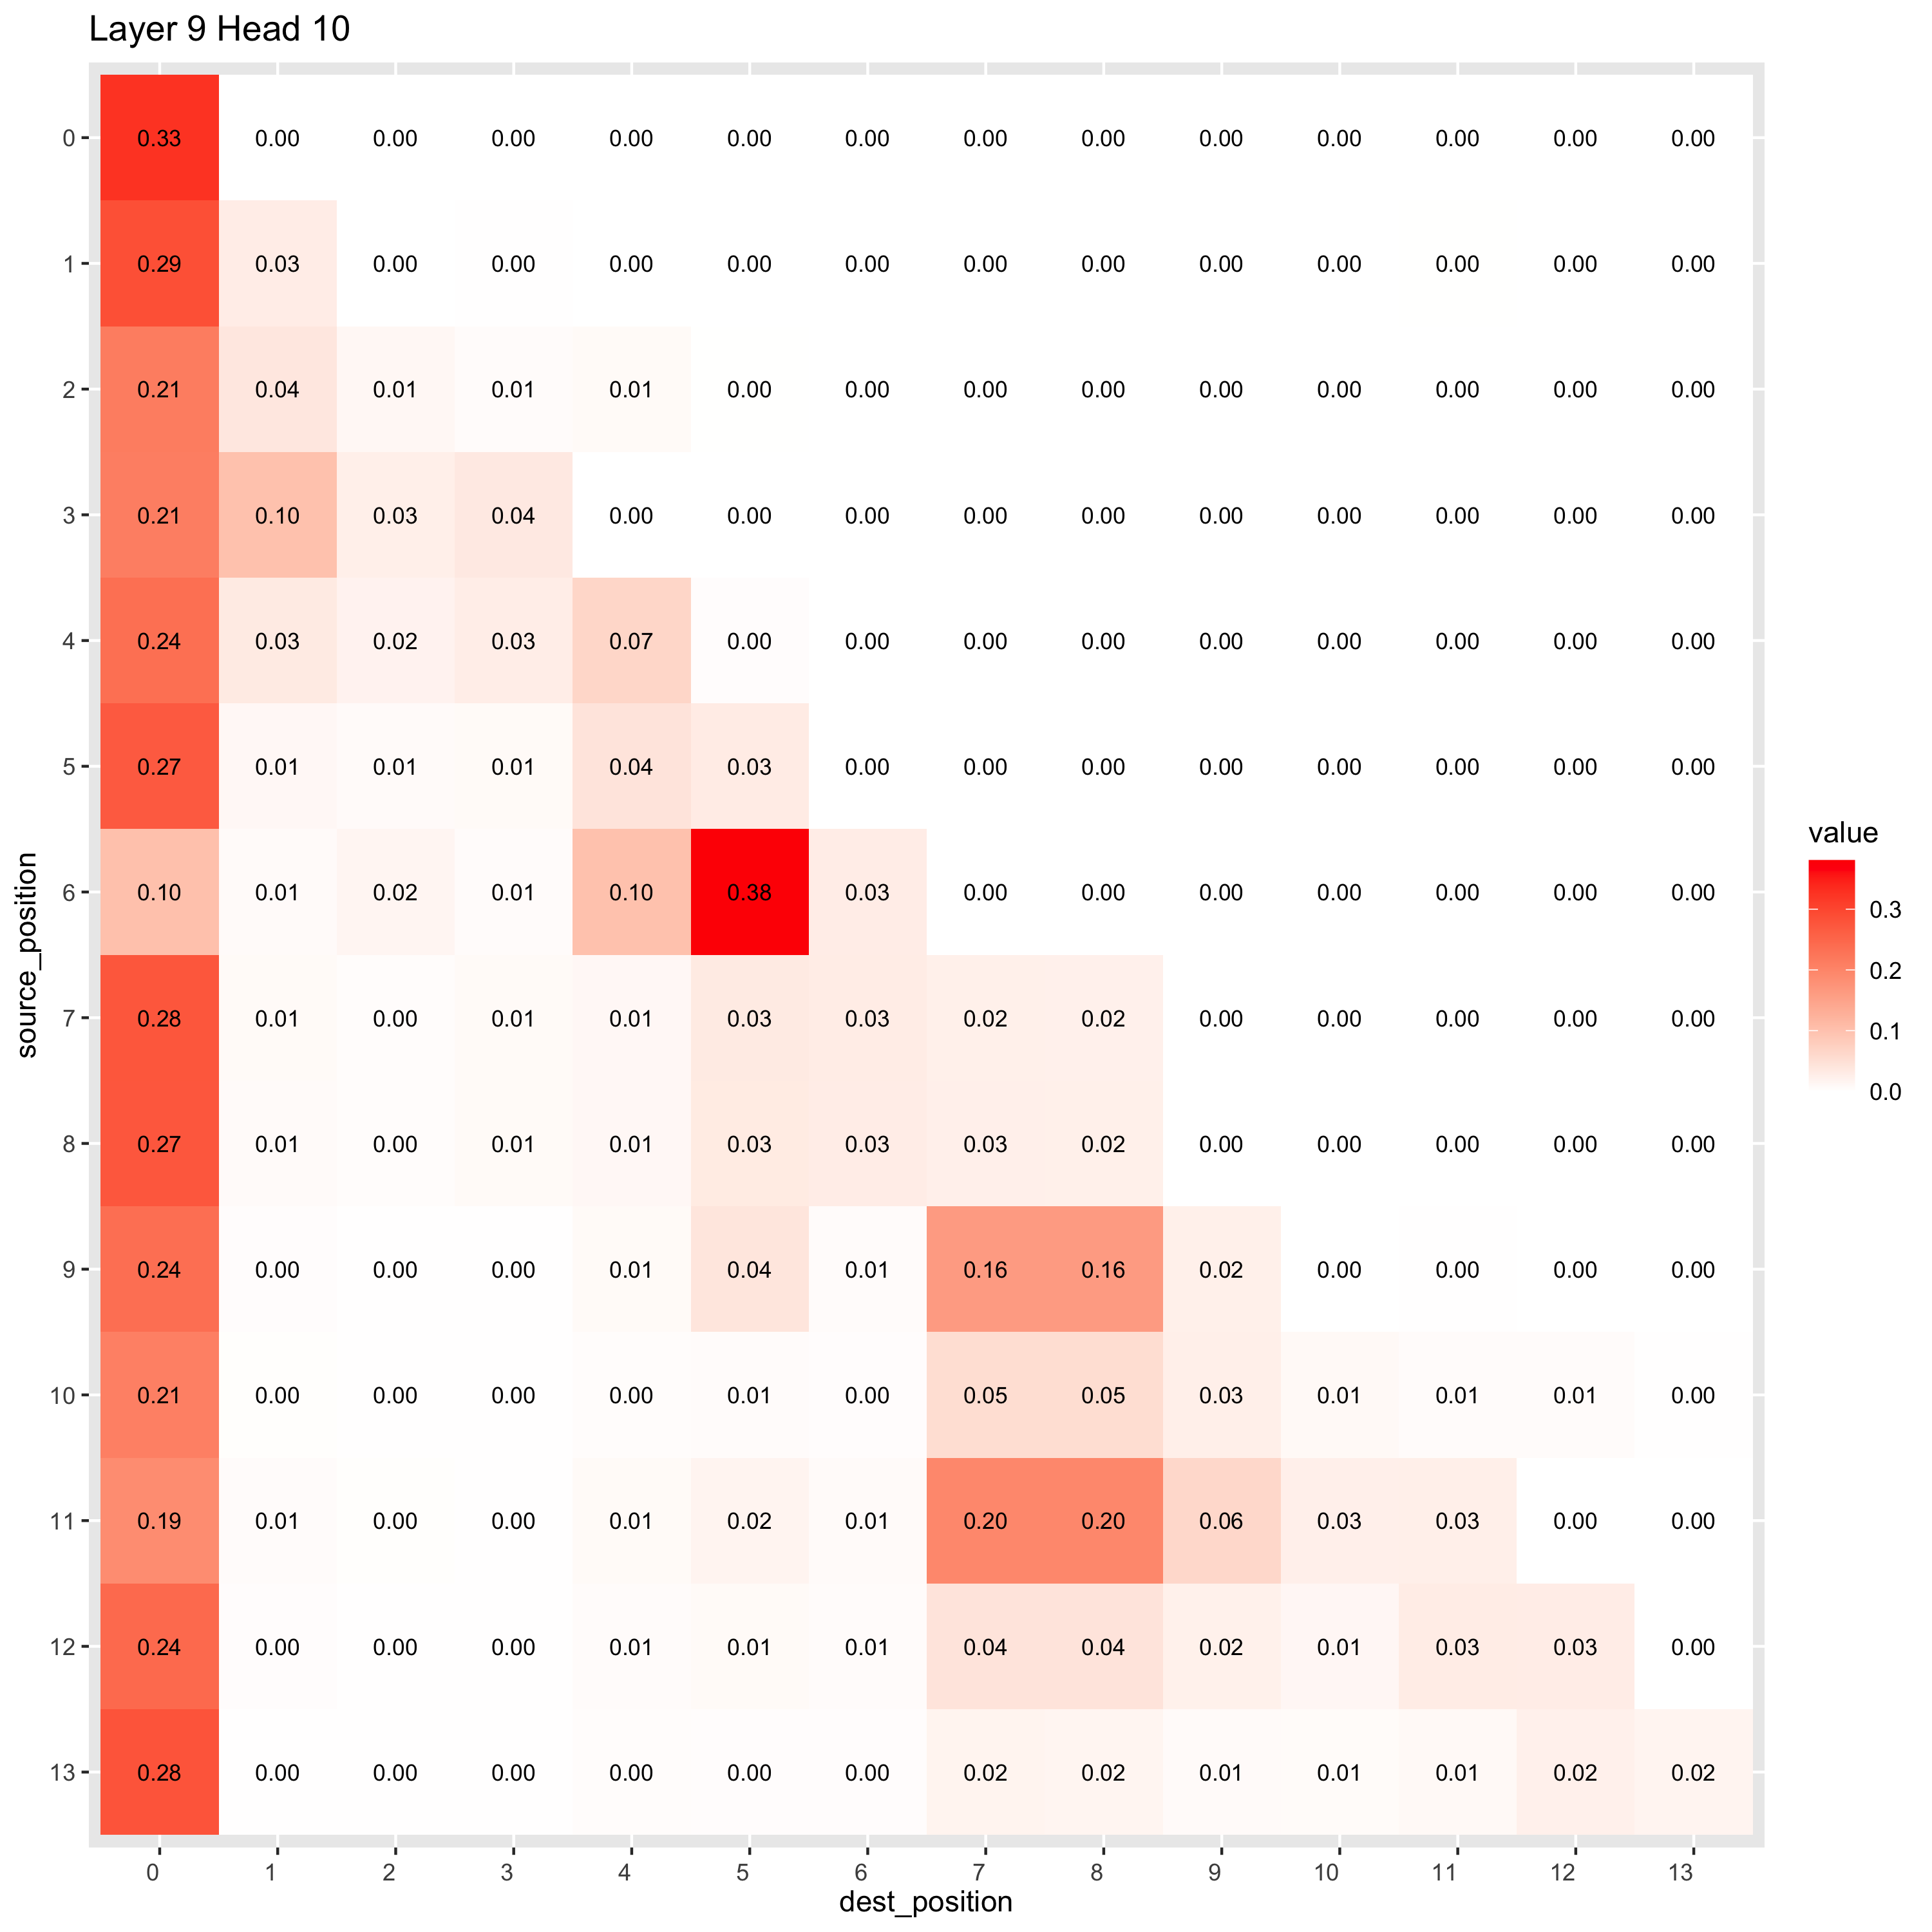 Layer 9 Head 10
0 0.33 0.00 0.00 0.00 0.00 0.00 0.00 0.00 0.00 0.00 0.00 0.00 0.00 0.00
1 0.29 0.03 0.00 0.00 0.00 0.00 0.00 0.00 0.00 0.00 0.00 0.00 0.00 0.00
2 0.21 0.04 0.01 0.01 0.01 0.00 0.00 0.00 0.00 0.00 0.00 0.00 0.00 0.00
3 0.21 0.10 0.03 0.04 0.00 0.00 0.00 0.00 0.00 0.00 0.00 0.00 0.00 0.00
4 0.24 0.03 0.02 0.03 0.07 0.00 0.00 0.00 0.00 0.00 0.00 0.00 0.00 0.00
5 0.27 0.01 0.01 0.01 0.04 0.03 0.00 0.00 0.00 0.00 0.00 0.00 0.00 0.00
6 0.10 0.01 0.02 0.01 0.10 0.38 0.03 0.00 0.00 0.00 0.00 0.00 0.00 0.00
7 0.28 0.01 0.00 0.01 0.01 0.03 0.03 0.02 0.02 0.00 0.00 0.00 0.00 0.00
8 0.27 0.01 0.00 0.01 0.01 0.03 0.03 0.03 0.02 0.00 0.00 0.00 0.00 0.00
9 0.24 0.00 0.00 0.00 0.01 0.04 0.01 0.16 0.16 0.02 0.00 0.00 0.00 0.00
10 0.21 0.00 0.00 0.00 0.00 0.01 0.00 0.05 0.05 0.03 0.01 0.01 0.01 0.00
11 0.19 0.01 0.00 0.00 0.01 0.02 0.01 0.20 0.20 0.06 0.03 0.03 0.00 0.00
12 0.24 0.00 0.00 0.00 0.01 0.01 0.01 0.04 0.04 0.02 0.01 0.03 0.03 0.00
13 0.28 0.00 0.00 0.00 0.00 0.00 0.00 0.02 0.02 0.01 0.01 0.01 0.02 0.02
0 1 2 3 4 5 6 7 8 9 10 11 12 13
dest_position
source_position
value
0.3
0.2
0.1
0.0